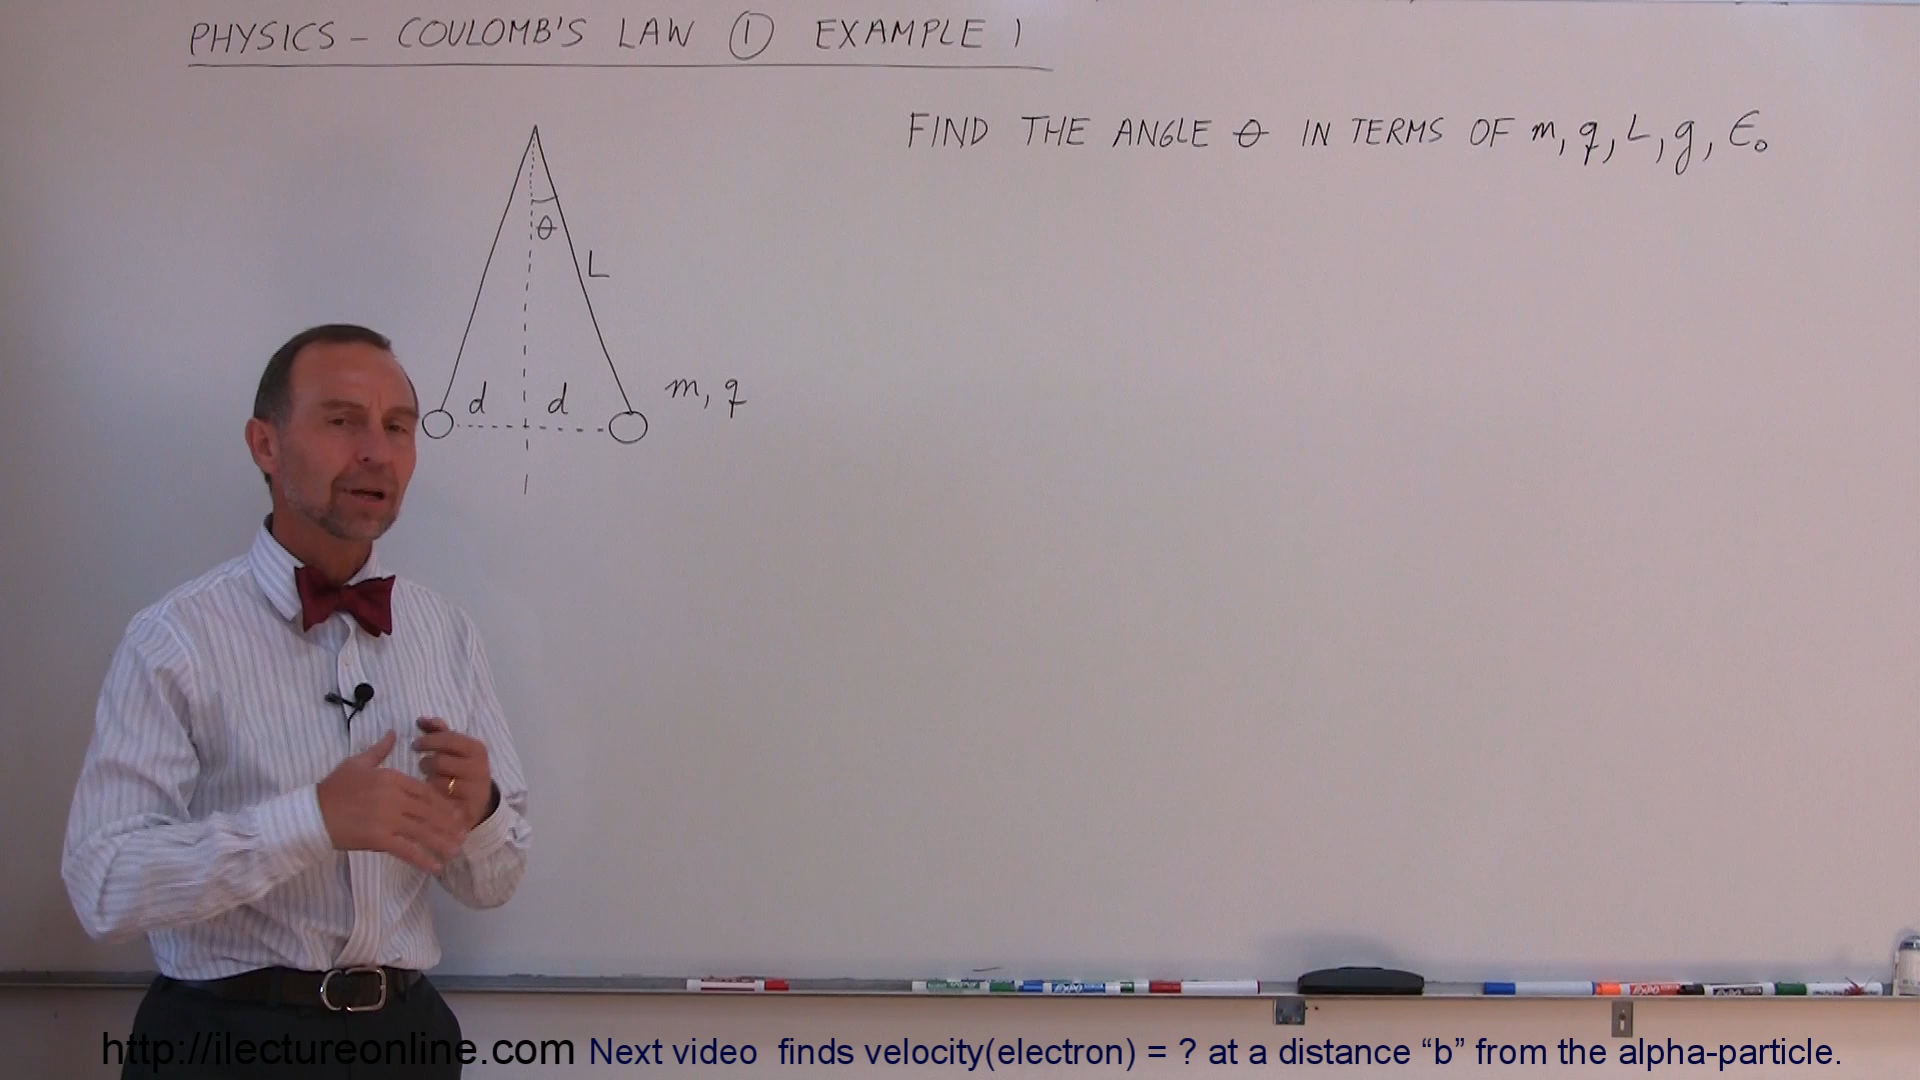 PHYSICS - COULOMB'S LAW ① EXAMPLE 1
FIND THE ANGLE θ IN TERMS OF m, q, L, g, ε₀
θ
L
d d
m, q
http://ilectureonline.com Next video finds velocity(electron) = ? at a distance “b” from the alpha-particle.